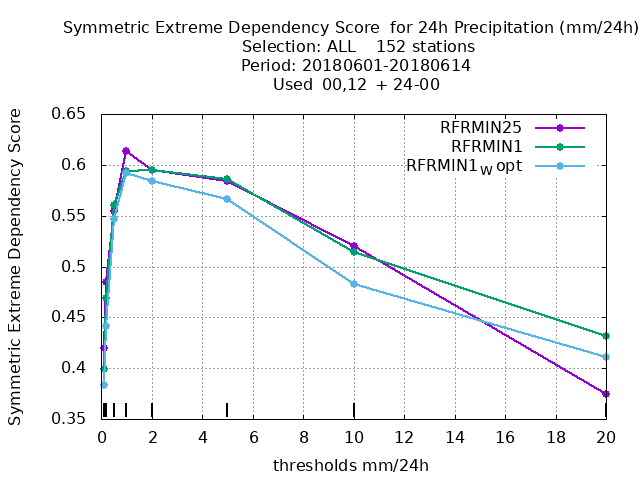 Symmetric Extreme Dependency Score for 24h Precipitation (mm/24h)
Selection: ALL 152 stations
Period: 20180601-20180614
Used 00,12 + 24-00
RFRMIN25
RFRMIN1
RFRMIN1w opt
Symmetric Extreme Dependency Score
0.65
0.6
0.55
0.5
0.45
0.4
0.35
0 2 4 6 8 10 12 14 16 18 20
thresholds mm/24h